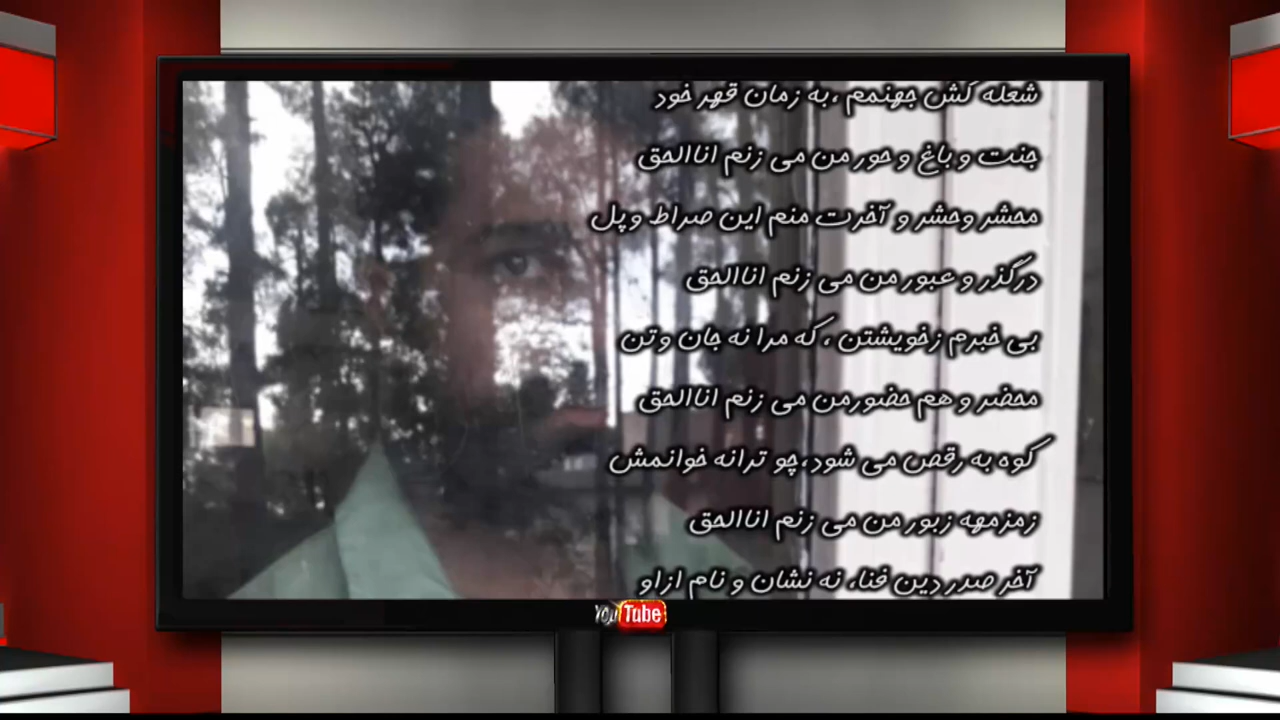 شعله کش جهنمم ،به زمان قهر خود
جنت و باغ و حور من می زنم اناالحق
محشر وحشر و آخرت منم این صراط وپل
درگذر و عبور من می زنم اناالحق
بی خبرم زخویشتن ، که مرا نه جان وتن
محضر و هم حضورمن می زنم اناالحق
کوه به رقص می شود،چو ترانه خوانمش
زمزمهه زبور من می زنم اناالحق
آخر صدر دین فنا، نه نشان و نام ازاو
YouTube